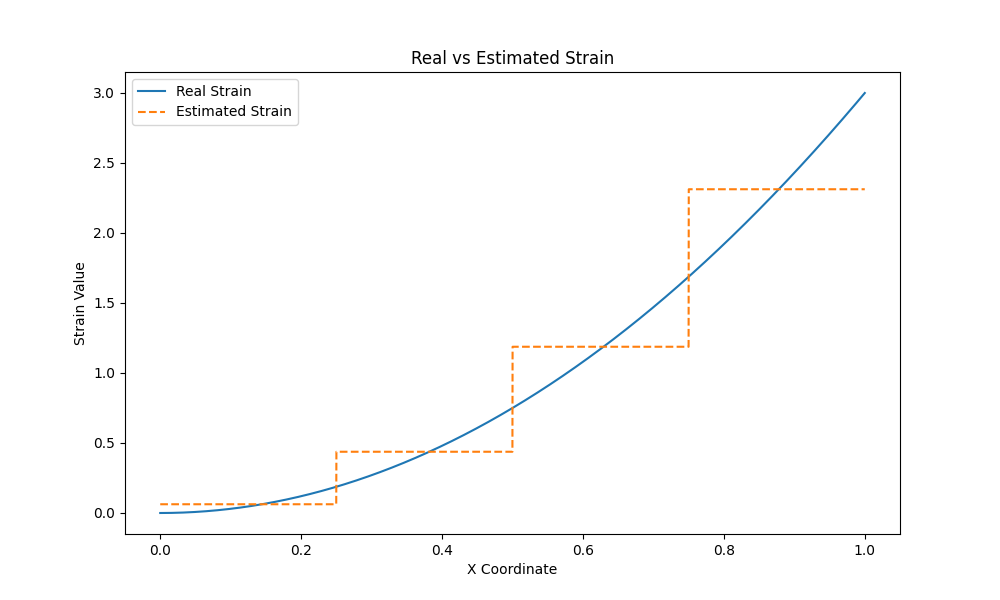 Real vs Estimated Strain
Real Strain
Estimated Strain
3.0
2.5
2.0
1.5
1.0
0.5
0.0
Strain Value
0.0 0.2 0.4 0.6 0.8 1.0
X Coordinate